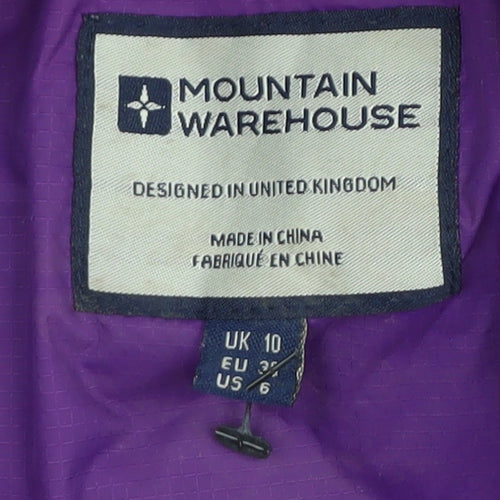 MOUNTAIN
WAREHOUSE
DESIGNED IN UNITED KINGDOM
MADE IN CHINA
FABRIQUÉ EN CHINE
UK 10
EU
US 6